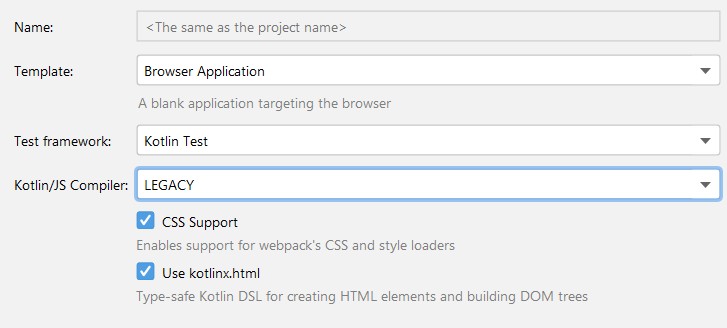 Name: <The same as the project name>
Template: Browser Application
A blank application targeting the browser
Test framework: Kotlin Test
Kotlin/JS Compiler: LEGACY
CSS Support
Enables support for webpack's CSS and style loaders
Use kotlinx.html
Type-safe Kotlin DSL for creating HTML elements and building DOM trees